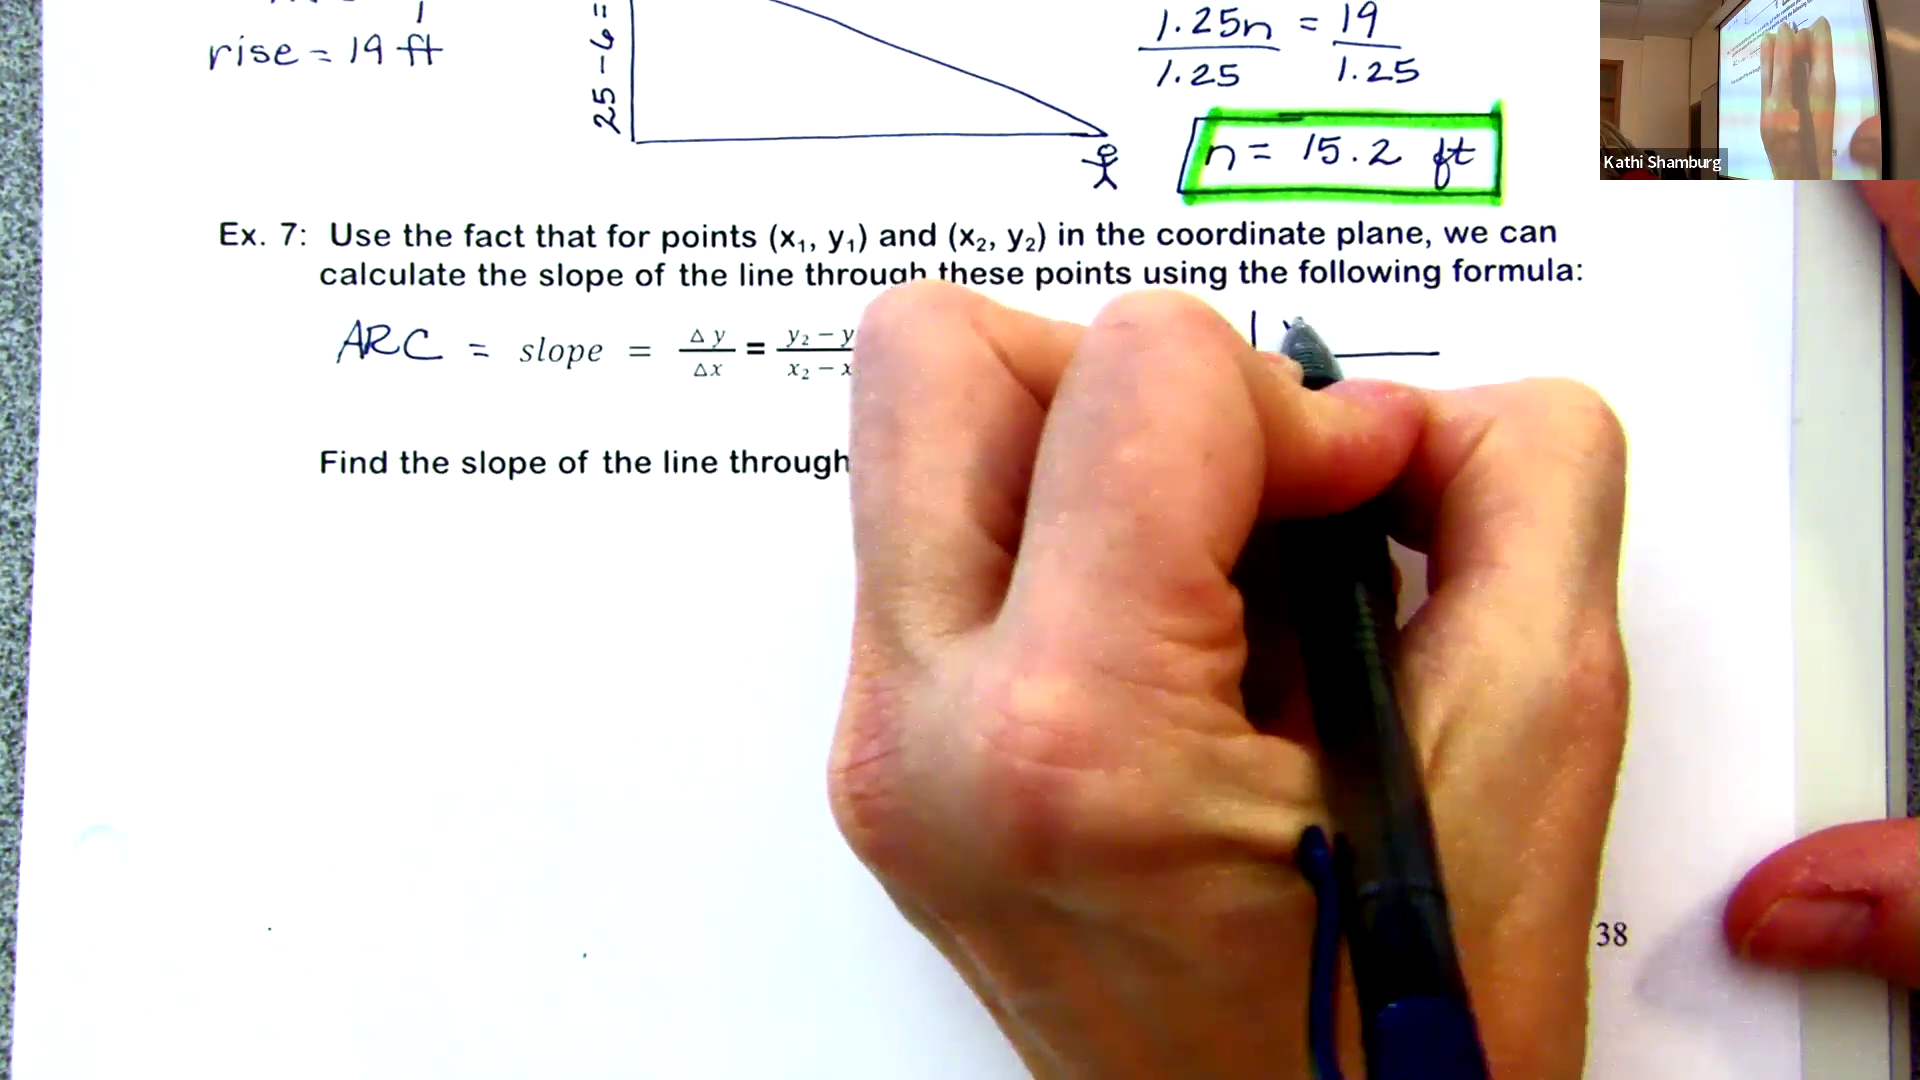 rise = 19 ft
25 - 6 =
1.25n = 19
1.25 1.25
n = 15.2 ft
Kathi Shamburg
Ex. 7: Use the fact that for points (x₁, y₁) and (x₂, y₂) in the coordinate plane, we can
calculate the slope of the line through these points using the following formula:
ARC = slope = Δy/Δx = y₂ − y / x₂ − x
Find the slope of the line through
38